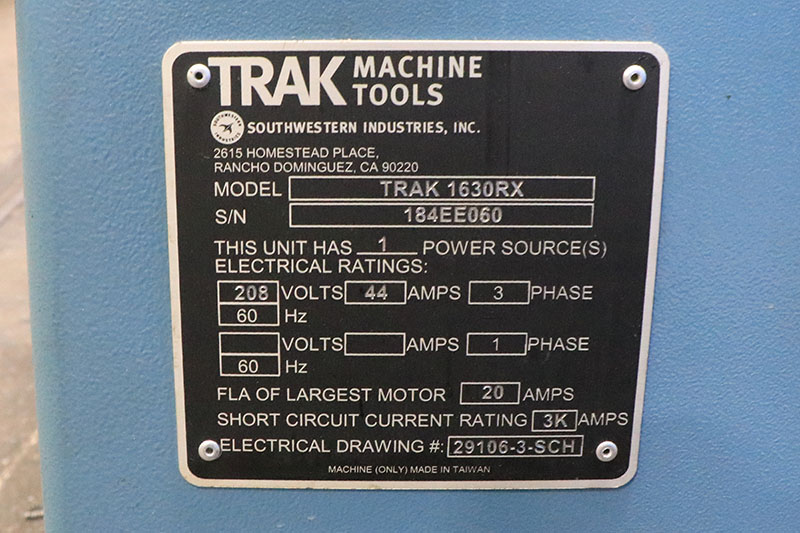 TRAK MACHINE TOOLS
SOUTHWESTERN INDUSTRIES
SOUTHWESTERN INDUSTRIES, INC.
2615 HOMESTEAD PLACE,
RANCHO DOMINGUEZ, CA 90220
MODEL TRAK 1630RX
S/N 184EE060
THIS UNIT HAS 1 POWER SOURCE(S)
ELECTRICAL RATINGS:
208 VOLTS 44 AMPS 3 PHASE
60 Hz
VOLTS AMPS 1 PHASE
60 Hz
FLA OF LARGEST MOTOR 20 AMPS
SHORT CIRCUIT CURRENT RATING 3K AMPS
ELECTRICAL DRAWING #: 29106-3-SCH
MACHINE (ONLY) MADE IN TAIWAN